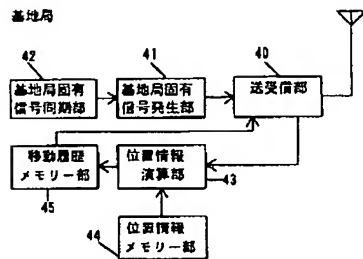 基地局
42
41
40
基地局固有
信号同期部
基地局固有
信号発生部
送受信部
移動履歴
メモリー部
位置情報
演算部
43
45
44
位置情報
メモリー部